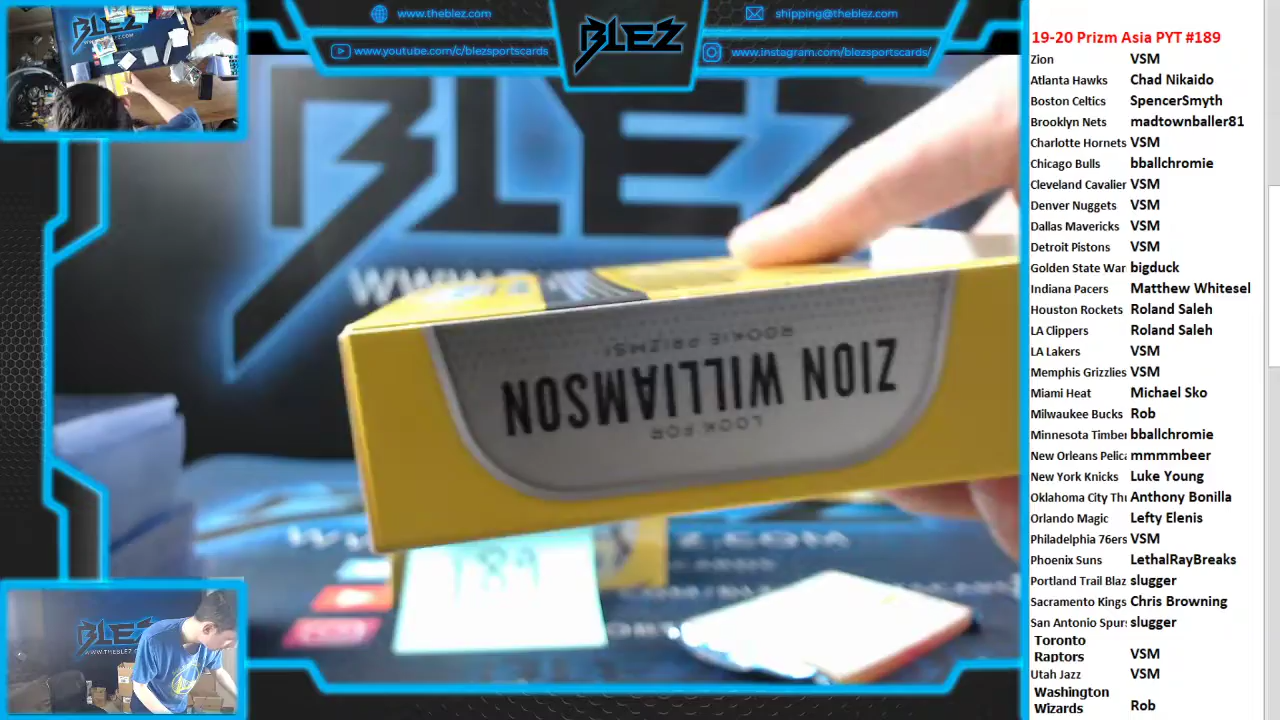 www.theblez.com
www.youtube.com/c/blezsportscards
BLEZ
shipping@theblez.com
www.instagram.com/blezsportscards/
BLEZ
LOOK FOR
ZION WILLIAMSON
ROOKIE PRIZMS!
189
19-20 Prizm Asia PYT #189
Zion VSM
Atlanta Hawks Chad Nikaido
Boston Celtics SpencerSmyth
Brooklyn Nets madtownballer81
Charlotte Hornets VSM
Chicago Bulls bballchromie
Cleveland Cavalier VSM
Denver Nuggets VSM
Dallas Mavericks VSM
Detroit Pistons VSM
Golden State War bigduck
Indiana Pacers Matthew Whitesel
Houston Rockets Roland Saleh
LA Clippers Roland Saleh
LA Lakers VSM
Memphis Grizzlies VSM
Miami Heat Michael Sko
Milwaukee Bucks Rob
Minnesota Timber bballchromie
New Orleans Pelica mmmmbeer
New York Knicks Luke Young
Oklahoma City Thu Anthony Bonilla
Orlando Magic Lefty Elenis
Philadelphia 76ers VSM
Phoenix Suns LethalRayBreaks
Portland Trail Blaz slugger
Sacramento Kings Chris Browning
San Antonio Spurs slugger
Toronto
Raptors VSM
Utah Jazz VSM
Washington
Wizards Rob